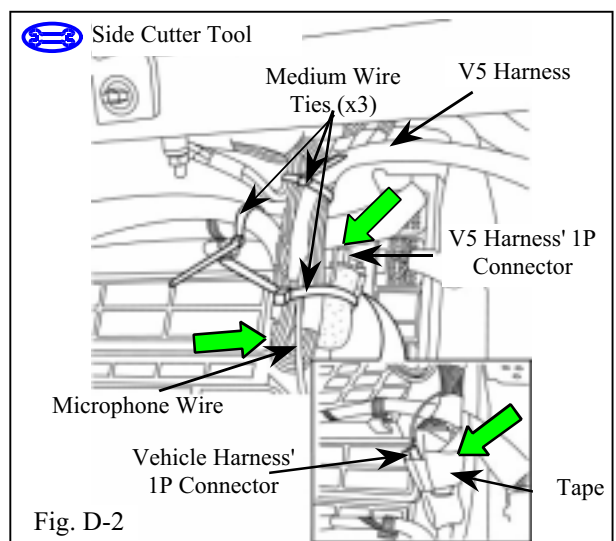 Side Cutter Tool
Medium Wire
Ties (x3)
V5 Harness
V5 Harness' 1P
Connector
Microphone Wire
Vehicle Harness'
1P Connector
Tape
Fig. D-2